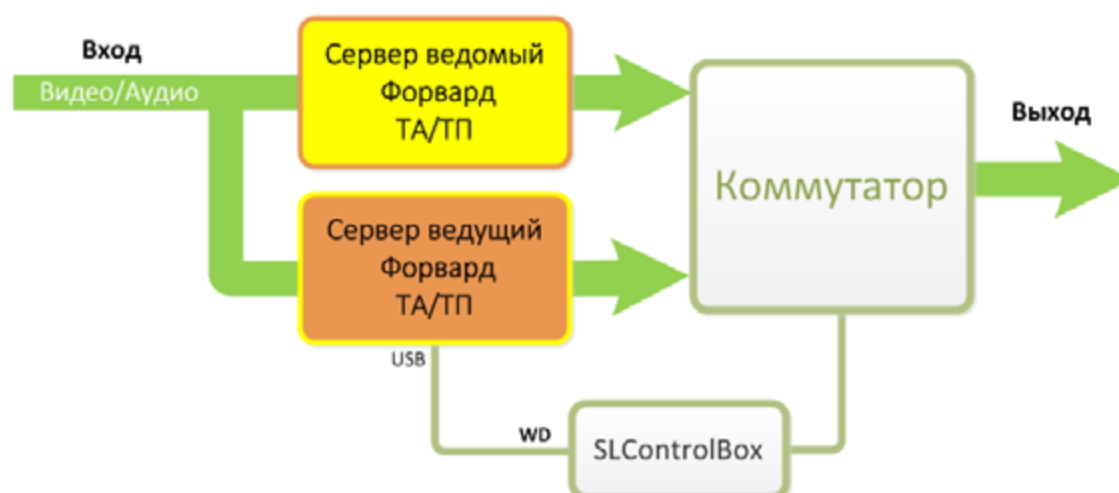 Вход
Видео/Аудио
Сервер ведомый
Форвард
ТА/ТП
Сервер ведущий
Форвард
ТА/ТП
Коммутатор
Выход
USB
WD
SLControlBox